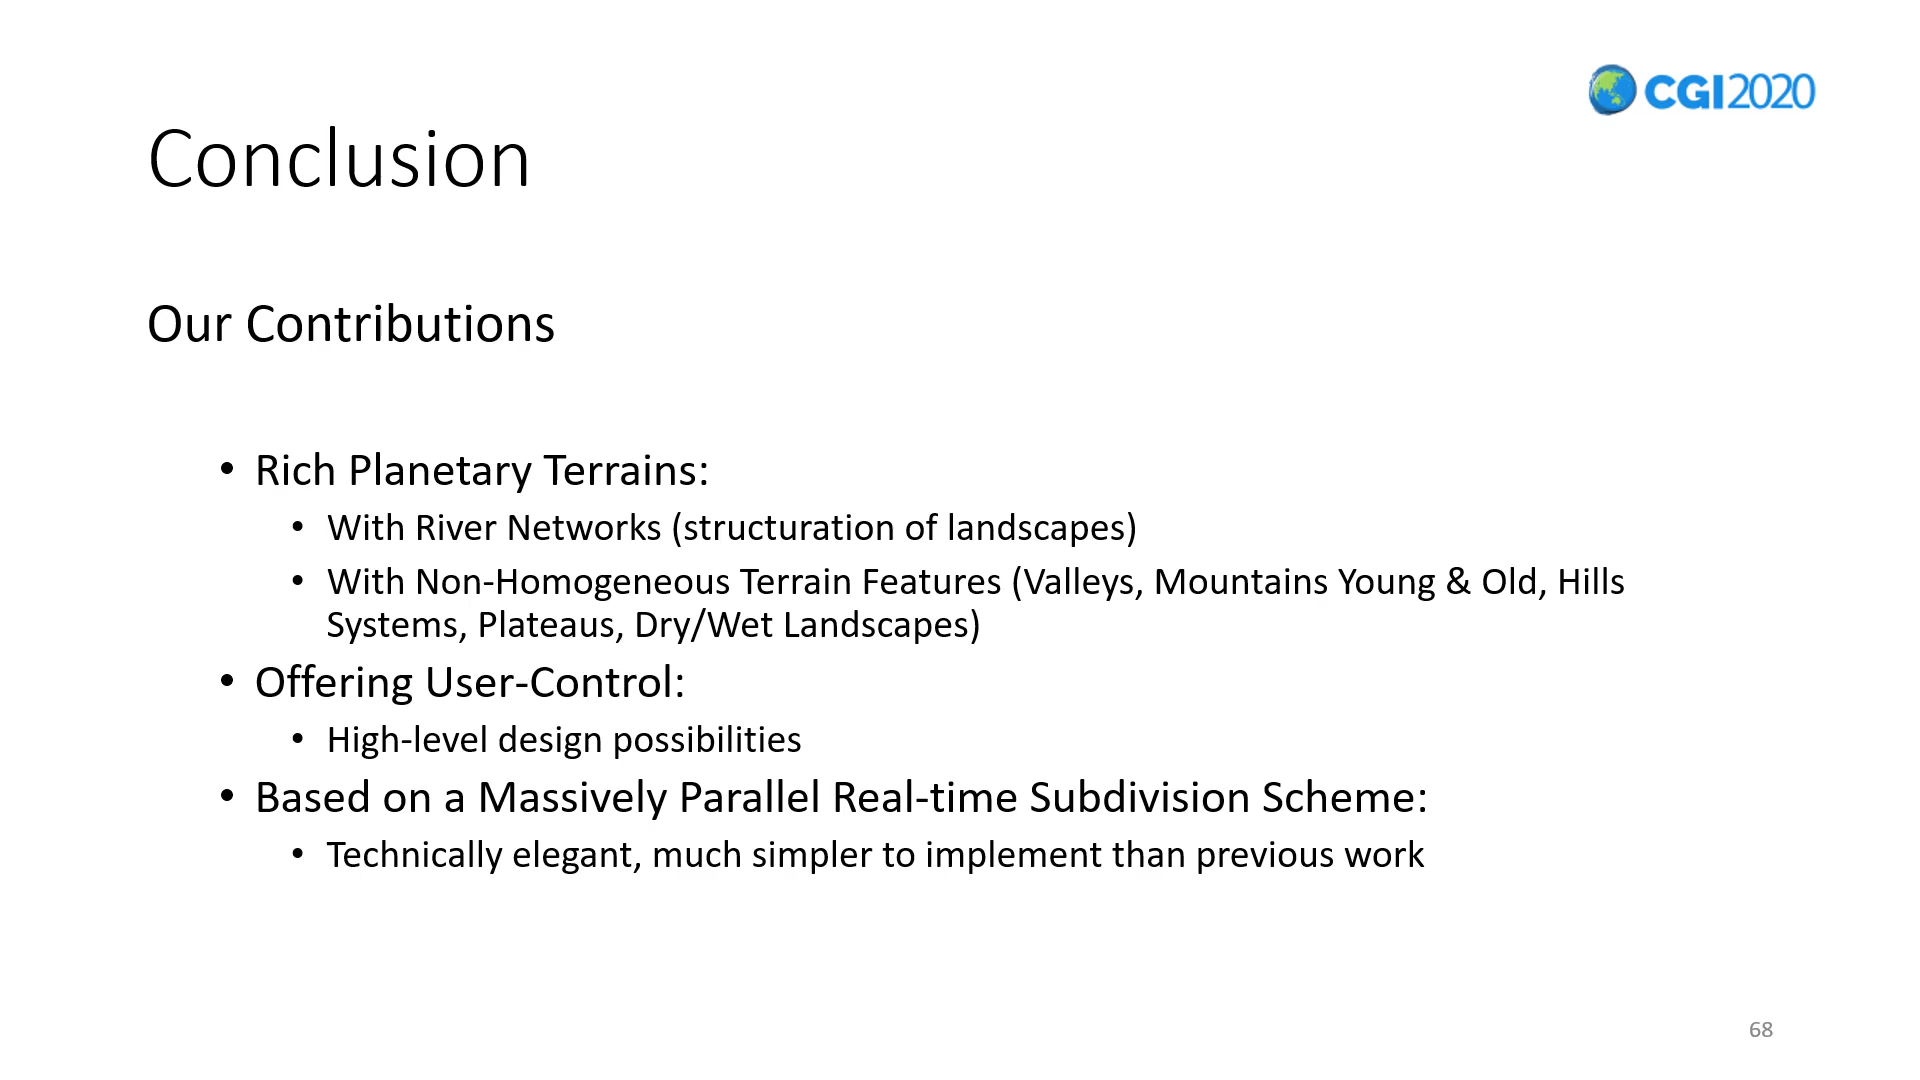 CGI2020
Conclusion
Our Contributions
• Rich Planetary Terrains:
• With River Networks (structuration of landscapes)
• With Non-Homogeneous Terrain Features (Valleys, Mountains Young & Old, Hills
Systems, Plateaus, Dry/Wet Landscapes)
• Offering User-Control:
• High-level design possibilities
• Based on a Massively Parallel Real-time Subdivision Scheme:
• Technically elegant, much simpler to implement than previous work
68